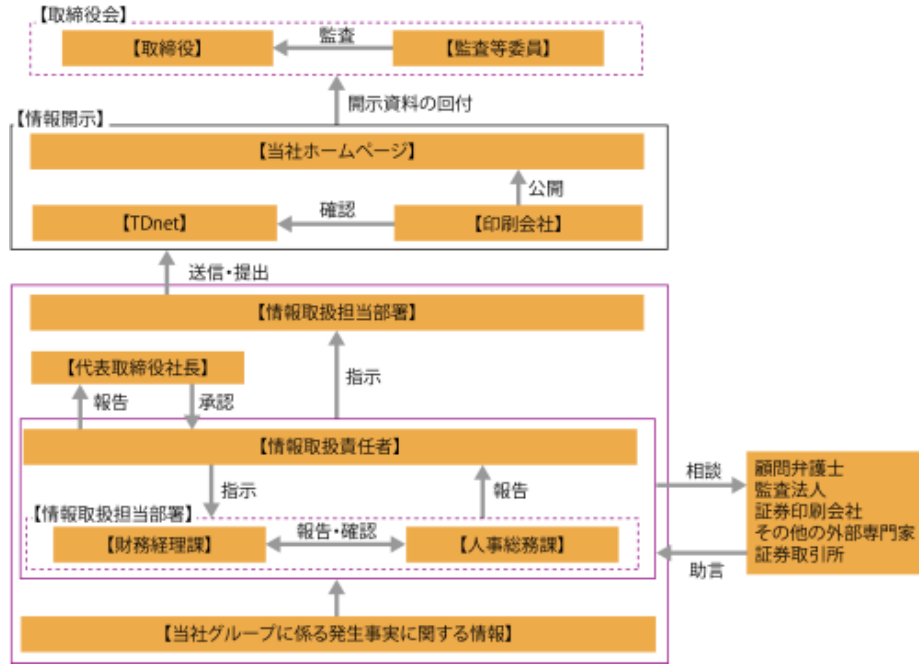 【取締役会】
【取締役】
監査
【監査等委員】
開示資料の回付
【情報開示】
【当社ホームページ】
公開
【TDnet】
確認
【印刷会社】
送信・提出
【情報取扱担当部署】
【代表取締役社長】
指示
報告
承認
【情報取扱責任者】
指示
報告
【情報取扱担当部署】
【財務経理課】
報告・確認
【人事総務課】
【当社グループに係る発生事実に関する情報】
相談
助言
顧問弁護士
監査法人
証券印刷会社
その他の外部専門家
証券取引所